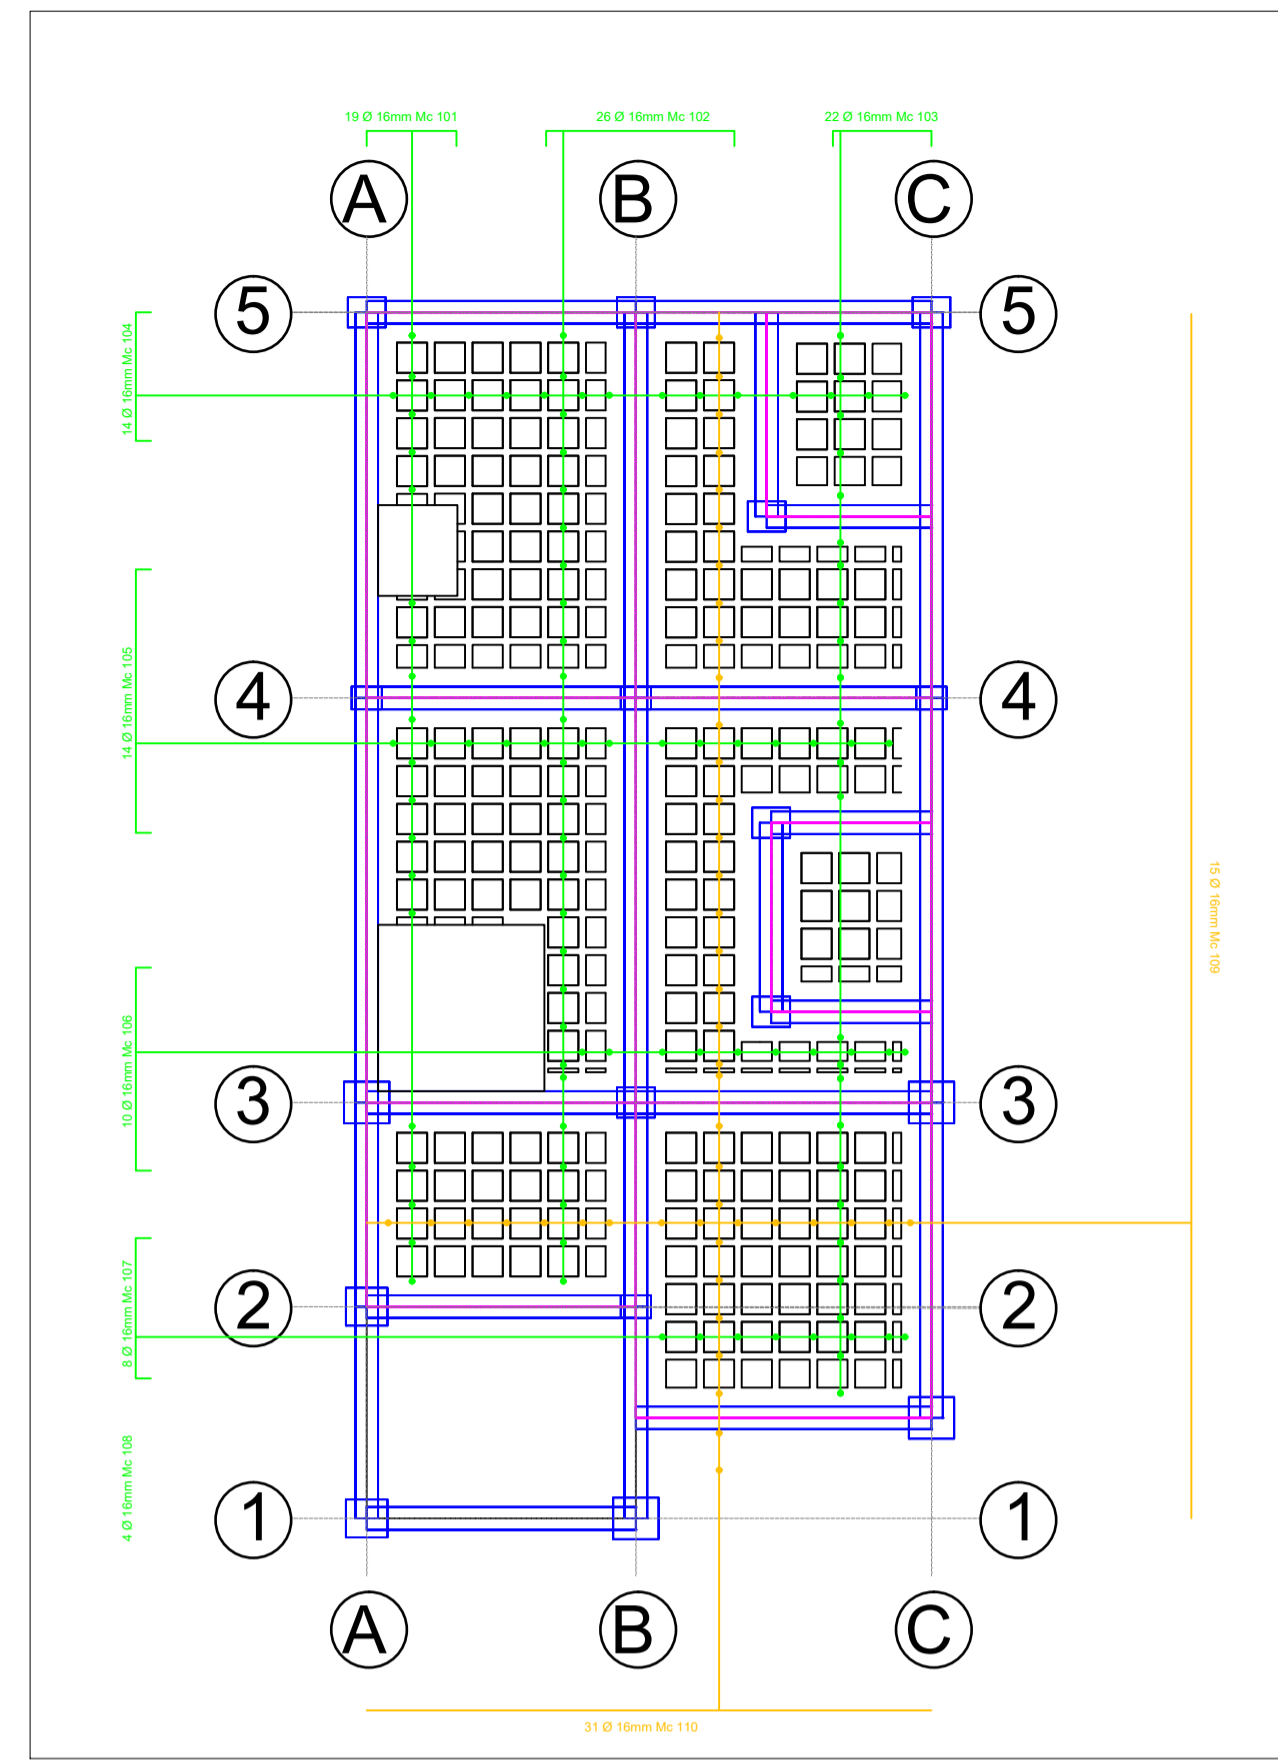 19 Ø 16mm Mc 101
26 Ø 16mm Mc 102
22 Ø 16mm Mc 103
A
B
C
5
5
14 Ø 16mm Mc 104
4
4
14 Ø 16mm Mc 105
15 Ø 16mm Mc 109
10 Ø 16mm Mc 106
3
3
8 Ø 16mm Mc 107
2
2
4 Ø 16mm Mc 108
1
1
A
B
C
31 Ø 16mm Mc 110